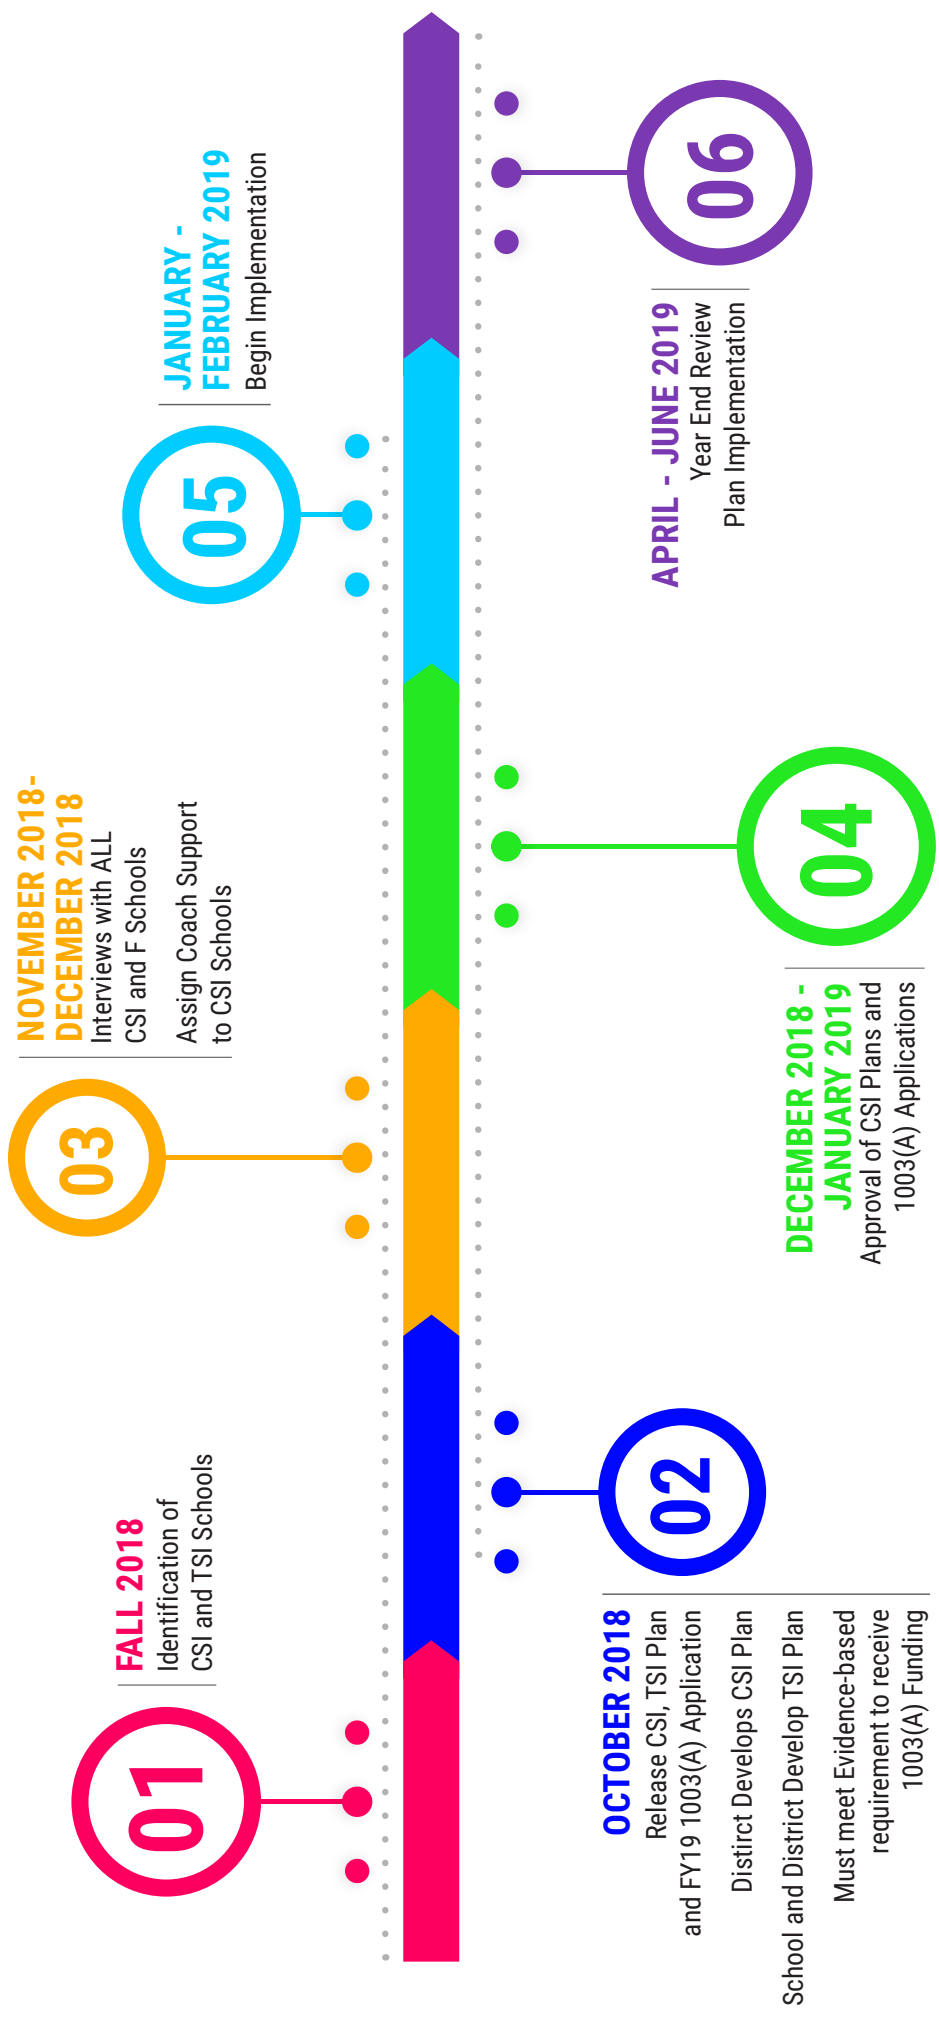 01
FALL 2018
Identification of
CSI and TSI Schools
02
OCTOBER 2018
Release CSI, TSI Plan
and FY19 1003(A) Application
Distirct Develops CSI Plan
School and District Develop TSI Plan
Must meet Evidence-based
requirement to receive
1003(A) Funding
03
NOVEMBER 2018-
DECEMBER 2018
Interviews with ALL
CSI and F Schools
Assign Coach Support
to CSI Schools
04
DECEMBER 2018 -
JANUARY 2019
Approval of CSI Plans and
1003(A) Applications
05
JANUARY -
FEBRUARY 2019
Begin Implementation
06
APRIL - JUNE 2019
Year End Review
Plan Implementation